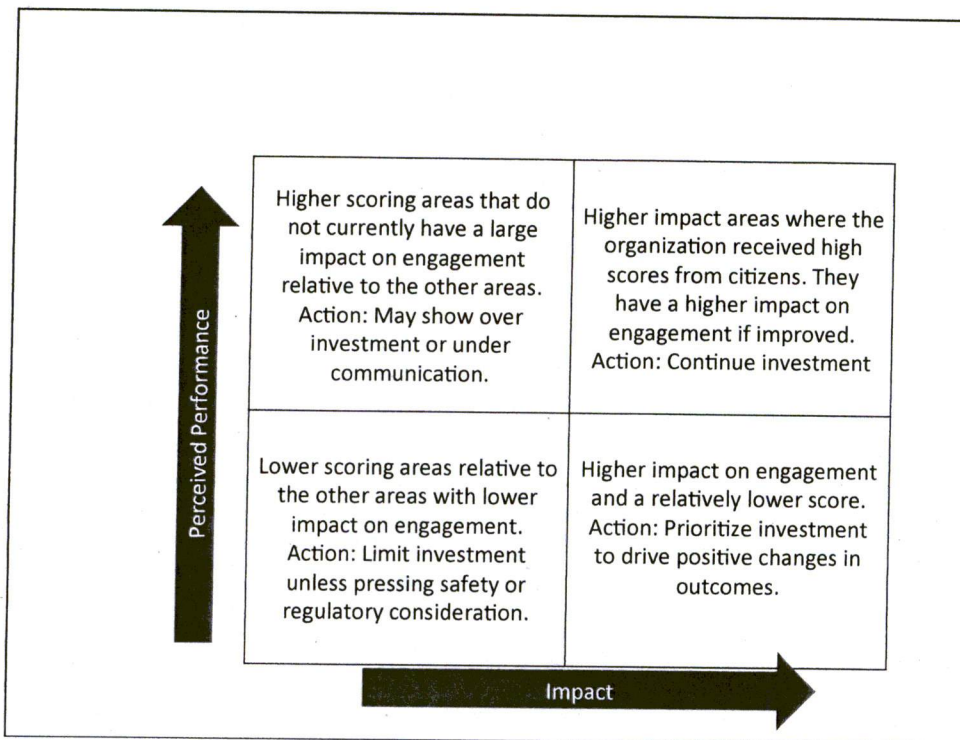 Higher scoring areas that do
not currently have a large
impact on engagement
relative to the other areas.
Action: May show over
investment or under
communication.
Higher impact areas where the
organization received high
scores from citizens. They
have a higher impact on
engagement if improved.
Action: Continue investment
Perceived Performance
Lower scoring areas relative to
the other areas with lower
impact on engagement.
Action: Limit investment
unless pressing safety or
regulatory consideration.
Higher impact on engagement
and a relatively lower score.
Action: Prioritize investment
to drive positive changes in
outcomes.
Impact